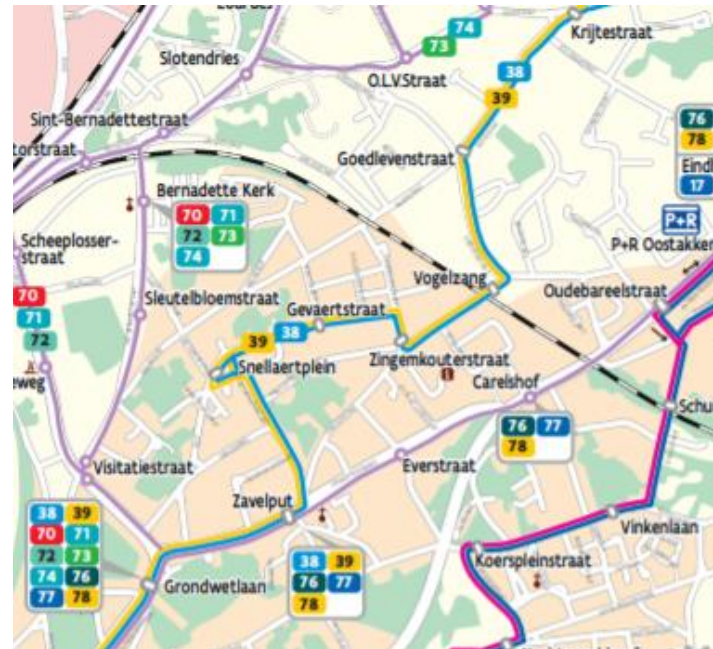 74
73
Krijtestraat
Slotendries
O.L.V.Straat
38
39
Sint-Bernadettestraat
torstraat
Goedlevenstraat
76
78
Eindl
17
Bernadette Kerk
70 71
72 73
74
P+R
P+R Oostakker
Scheeplosser-
straat
Vogelzang
Oudebareelstraat
70
71
72
Sleutelbloemstraat
Gevaertstraat
39 38
Zingemkouterstraat
Snellaertplein
eweg
Carelshof
Schu
76 77
78
Visitatiestraat
Everstraat
Zavelput
Vinkenlaan
38 39
70 71
72 73
74 76
77 78
Koerspleinstraat
38 39
76 77
78
Grondwetlaan